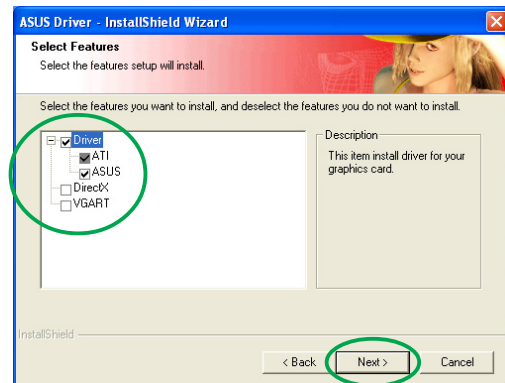 ASUS Driver - InstallShield Wizard
Select Features
Select the features setup will install.
Select the features you want to install, and deselect the features you do not want to install.
Driver
ATI
ASUS
DirectX
VGART
Description
This item install driver for your
graphics card.
InstallShield
< Back
Next >
Cancel